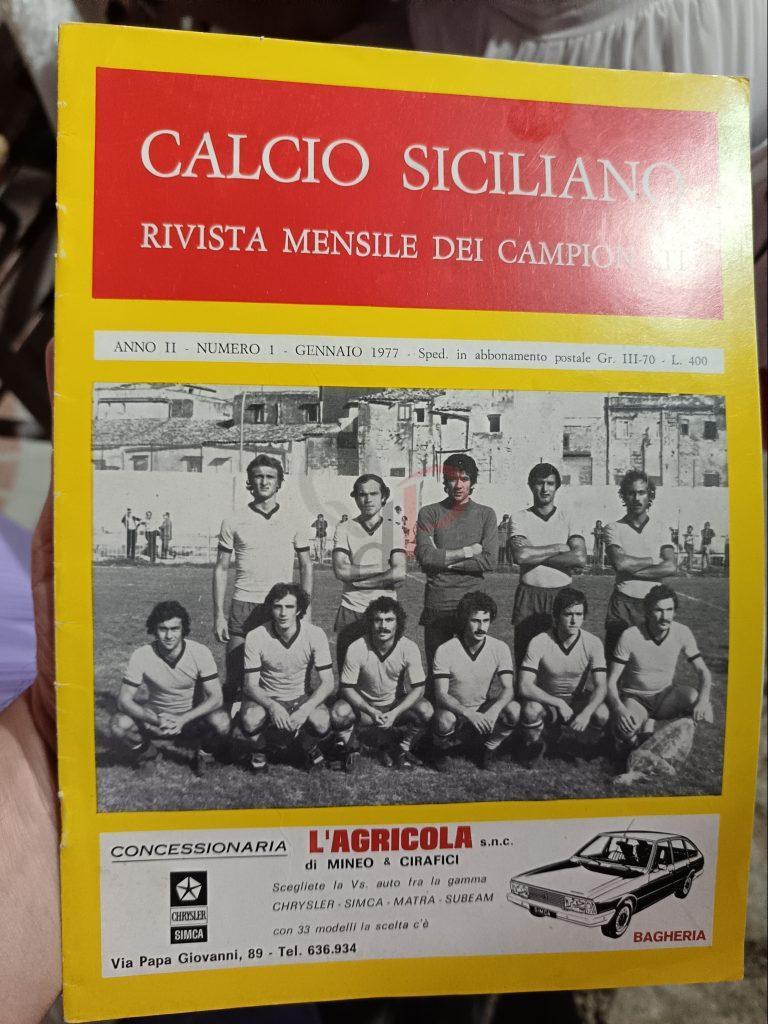 CALCIO SICILIANO
RIVISTA MENSILE DEI
ANNO II - NUMERO 1 - GENNAIO 1977 - Sped. in abbonamento postale Gr. III-70 - L. 400
CONCESSIONARIA L'AGRICOLA s.n.c.
di MINEO & CIRAFICI
Scegliete la Vs. auto fra la gamma
CHRYSLER - SIMCA - MATRA - SUBEAM
con 33 modelli la scelta c'è
CHRYSLER
SIMCA
SIMCA
BAGHERIA
Via Papa Giovanni, 89 - Tel. 636.934